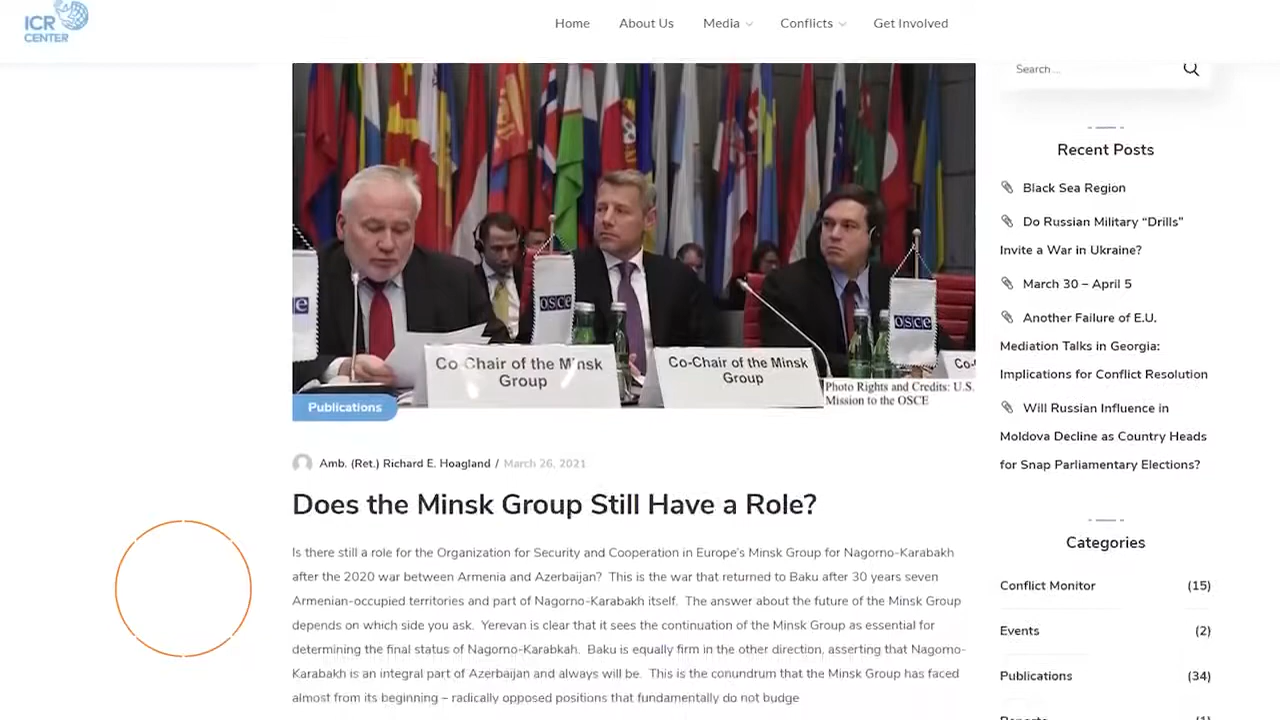 ICR
CENTER
Home
About Us
Media
Conflicts
Get Involved
Search ...
e
OSCE
OSCE
Co-Chair of the Minsk
Group
Co-Chair of the Minsk
Group
Photo Rights and Credits: U.S.
Mission to the OSCE
Publications
Amb. (Ret.) Richard E. Hoagland / March 26, 2021
Does the Minsk Group Still Have a Role?
Is there still a role for the Organization for Security and Cooperation in Europe's Minsk Group for Nagorno-Karabakh
after the 2020 war between Armenia and Azerbaijan? This is the war that returned to Baku after 30 years seven
Armenian-occupied territories and part of Nagorno-Karabakh itself. The answer about the future of the Minsk Group
depends on which side you ask. Yerevan is clear that it sees the continuation of the Minsk Group as essential for
determining the final status of Nagorno-Karabkah. Baku is equally firm in the other direction, asserting that Nagorno-
Karabakh is an integral part of Azerbaijan and always will be. This is the conundrum that the Minsk Group has faced
almost from its beginning – radically opposed positions that fundamentally do not budge
Recent Posts
Black Sea Region
Do Russian Military “Drills”
Invite a War in Ukraine?
March 30 – April 5
Another Failure of E.U.
Mediation Talks in Georgia:
Implications for Conflict Resolution
Will Russian Influence in
Moldova Decline as Country Heads
for Snap Parliamentary Elections?
Categories
Conflict Monitor (15)
Events (2)
Publications (34)